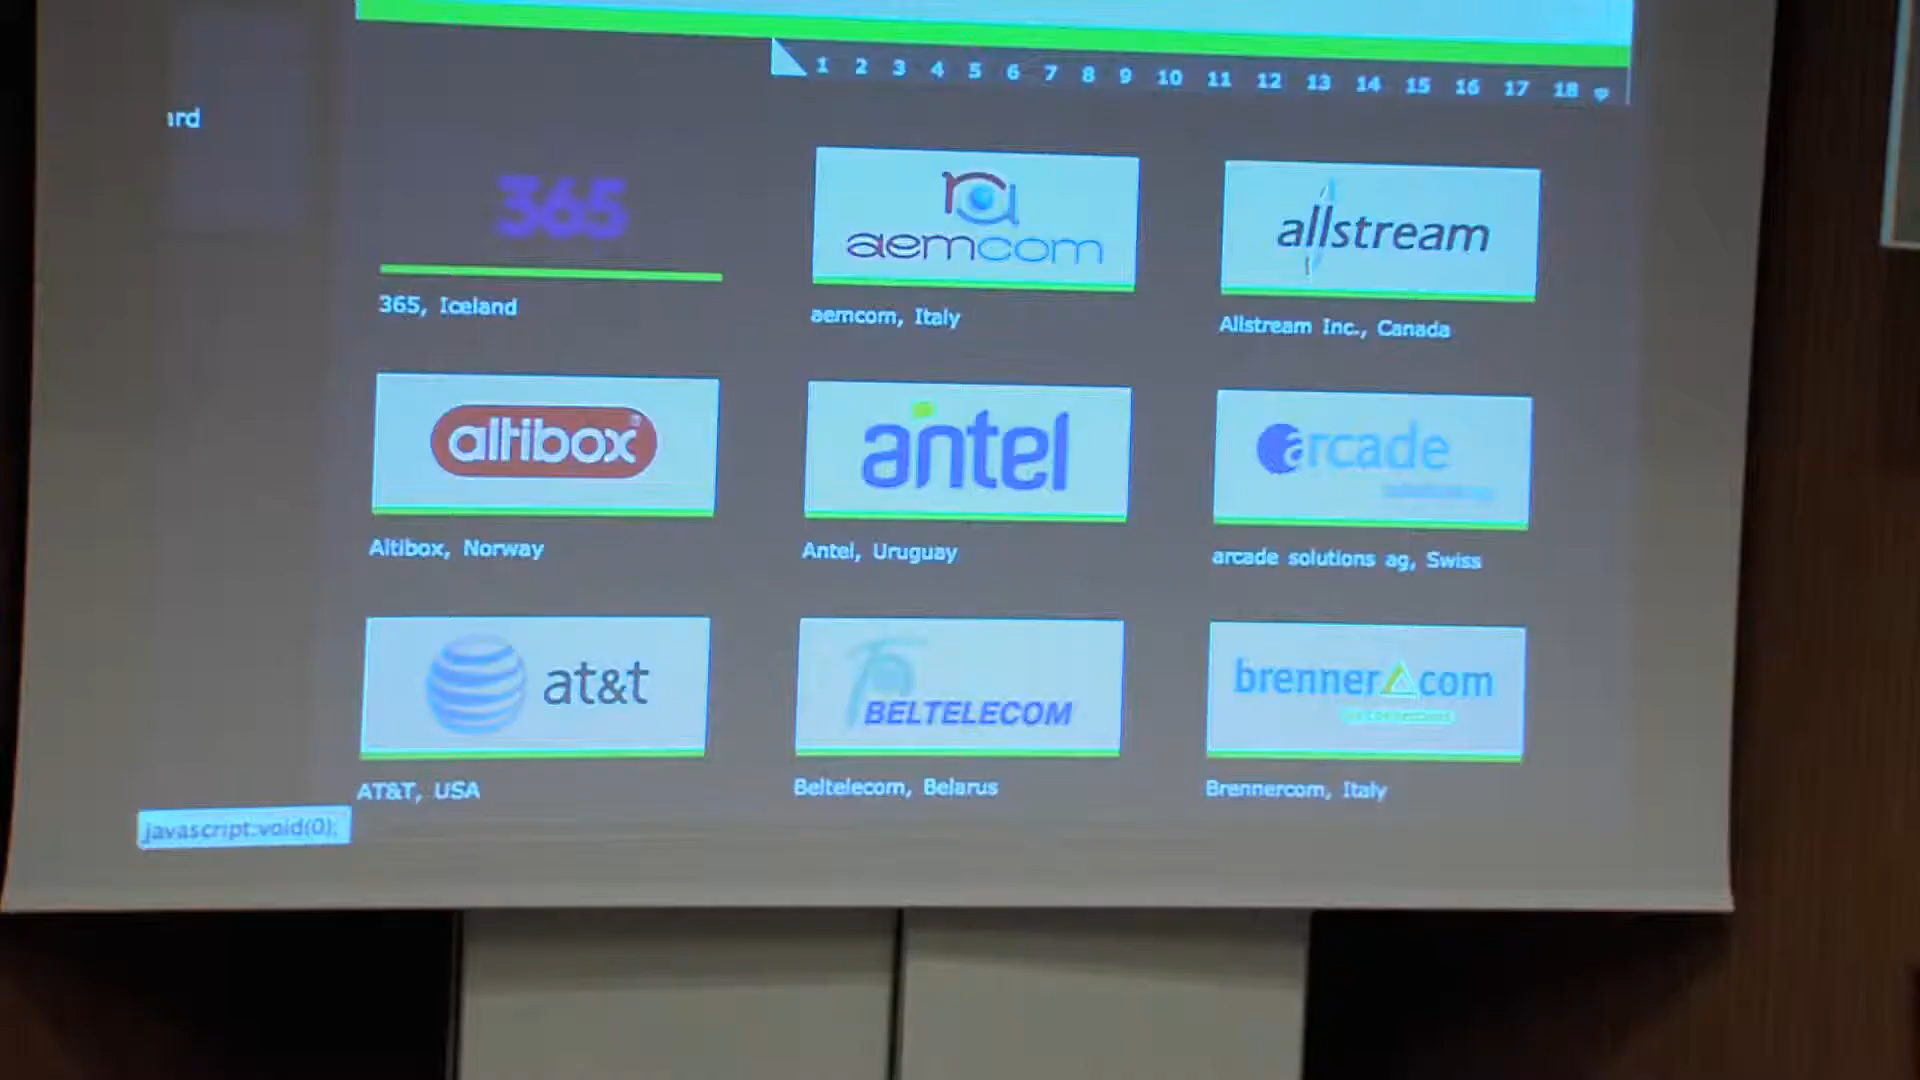 1 2 3 4 5 6 7 8 9 10 11 12 13 14 15 16 17 18
365
aemcom
allstream
365, Iceland
aemcom, Italy
Allstream Inc., Canada
altibox
antel
arcade
Altibox, Norway
Antel, Uruguay
arcade solutions ag, Swiss
at&t
BELTELECOM
brenner com
AT&T, USA
Beltelecom, Belarus
Brennercom, Italy
javascript:void(0);